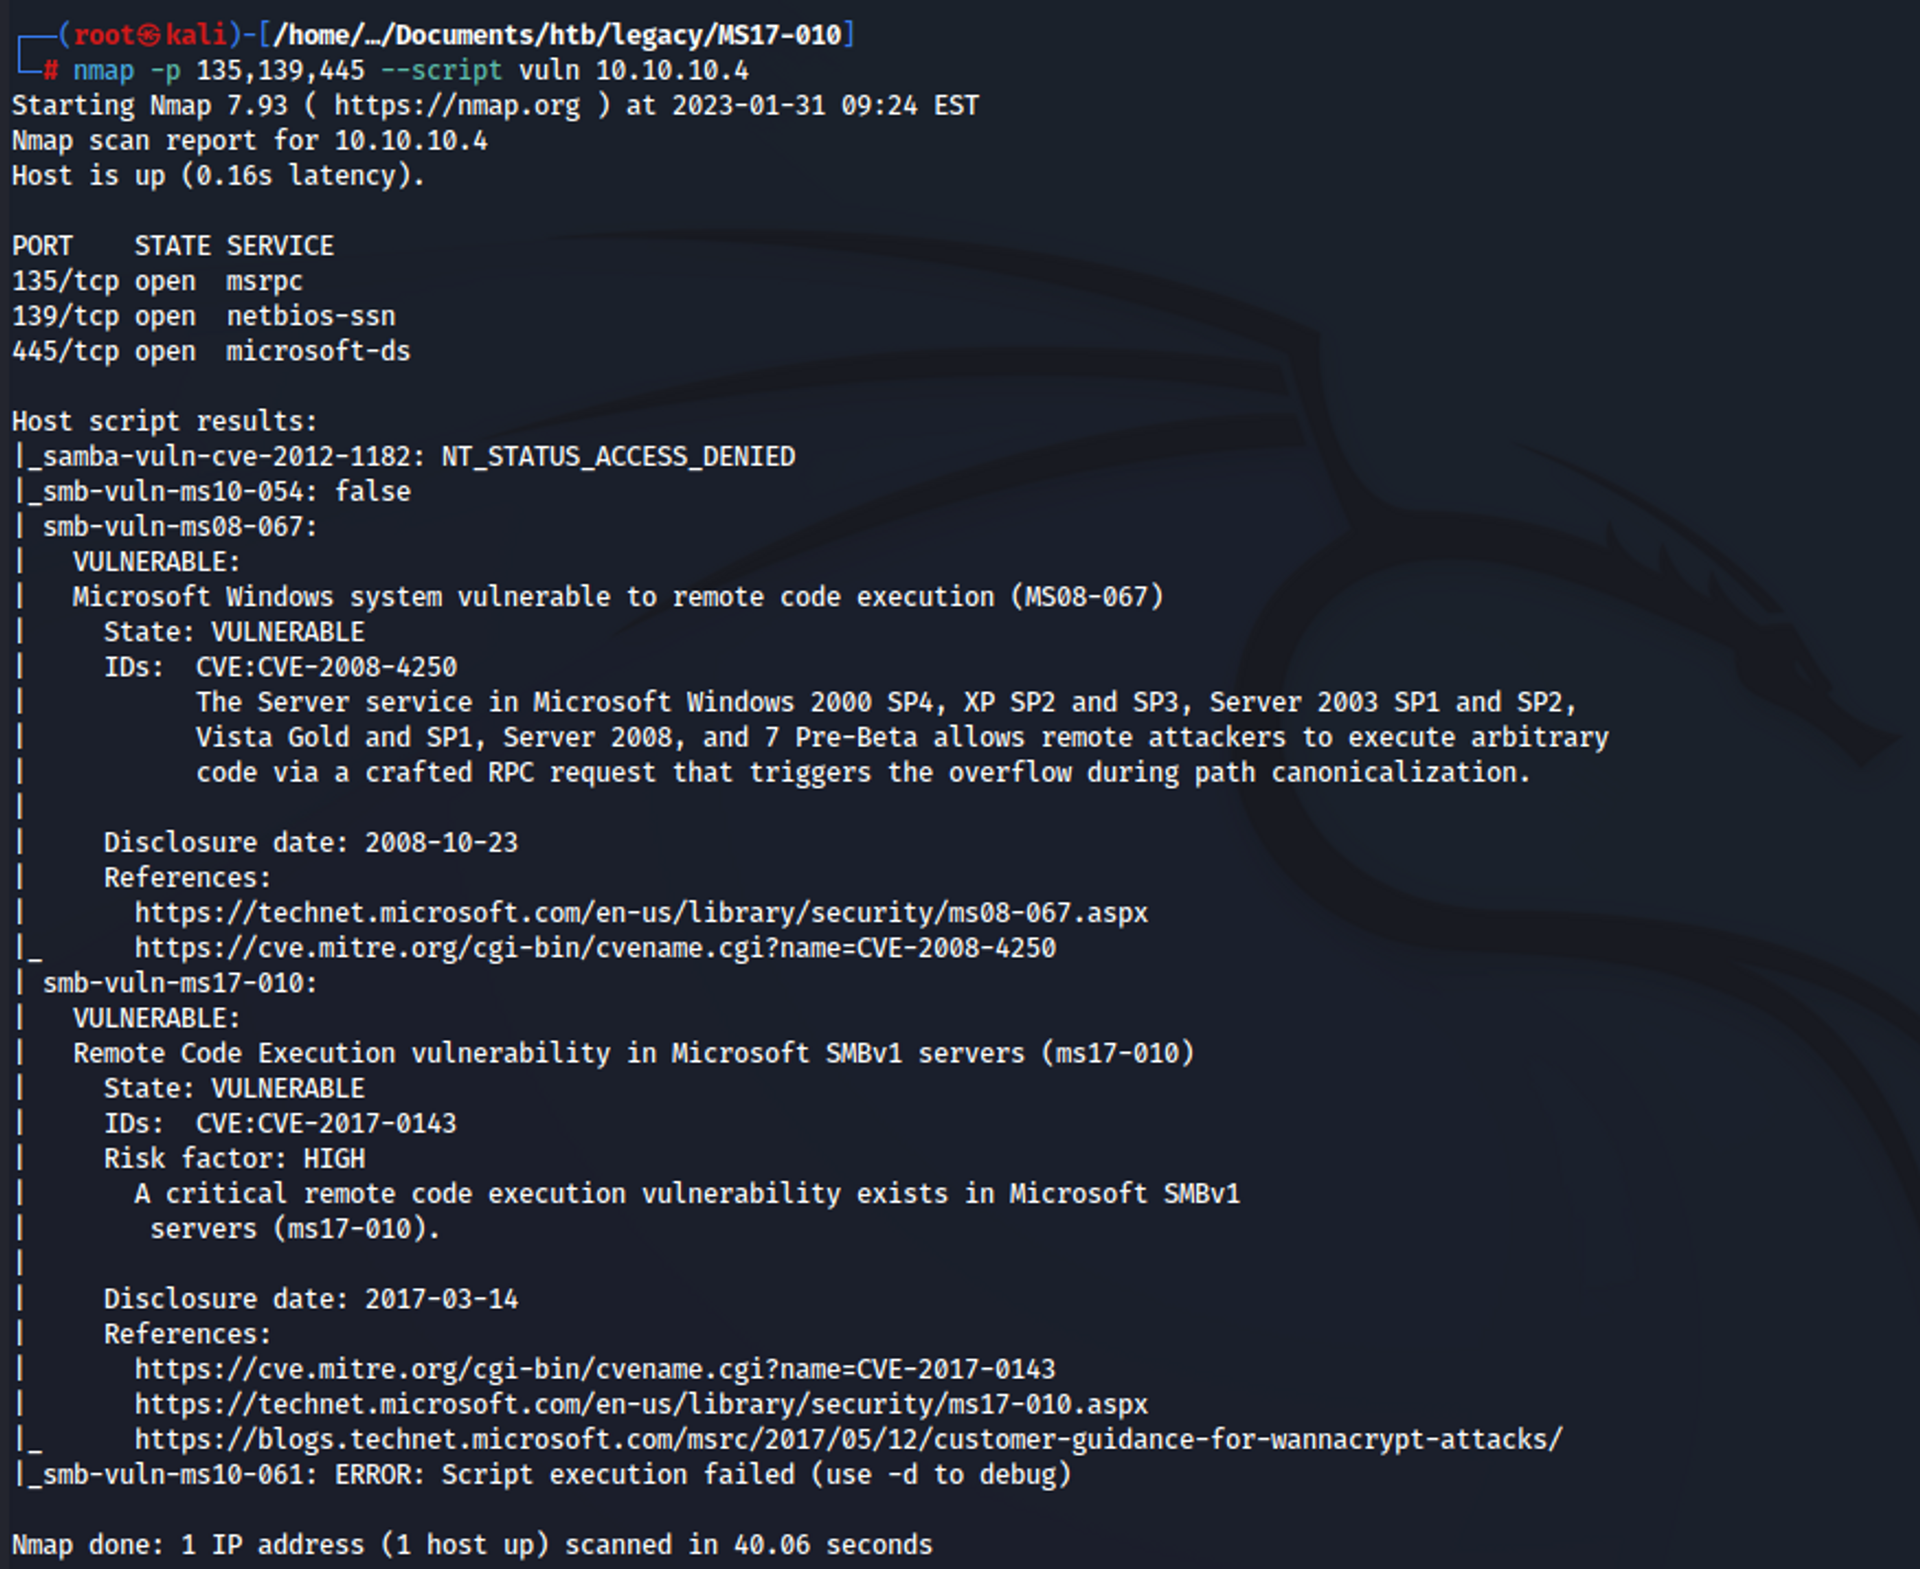 ┌──(root㉿kali)-[/home/…/Documents/htb/legacy/MS17-010]
└─# nmap -p 135,139,445 --script vuln 10.10.10.4
Starting Nmap 7.93 ( https://nmap.org ) at 2023-01-31 09:24 EST
Nmap scan report for 10.10.10.4
Host is up (0.16s latency).

PORT    STATE SERVICE
135/tcp open  msrpc
139/tcp open  netbios-ssn
445/tcp open  microsoft-ds

Host script results:
|_samba-vuln-cve-2012-1182: NT_STATUS_ACCESS_DENIED
|_smb-vuln-ms10-054: false
| smb-vuln-ms08-067:
|   VULNERABLE:
|   Microsoft Windows system vulnerable to remote code execution (MS08-067)
|     State: VULNERABLE
|     IDs:  CVE:CVE-2008-4250
|           The Server service in Microsoft Windows 2000 SP4, XP SP2 and SP3, Server 2003 SP1 and SP2,
|           Vista Gold and SP1, Server 2008, and 7 Pre-Beta allows remote attackers to execute arbitrary
|           code via a crafted RPC request that triggers the overflow during path canonicalization.
|
|     Disclosure date: 2008-10-23
|     References:
|       https://technet.microsoft.com/en-us/library/security/ms08-067.aspx
|_      https://cve.mitre.org/cgi-bin/cvename.cgi?name=CVE-2008-4250
| smb-vuln-ms17-010:
|   VULNERABLE:
|   Remote Code Execution vulnerability in Microsoft SMBv1 servers (ms17-010)
|     State: VULNERABLE
|     IDs:  CVE:CVE-2017-0143
|     Risk factor: HIGH
|       A critical remote code execution vulnerability exists in Microsoft SMBv1
|        servers (ms17-010).
|
|     Disclosure date: 2017-03-14
|     References:
|       https://cve.mitre.org/cgi-bin/cvename.cgi?name=CVE-2017-0143
|       https://technet.microsoft.com/en-us/library/security/ms17-010.aspx
|_      https://blogs.technet.microsoft.com/msrc/2017/05/12/customer-guidance-for-wannacrypt-attacks/
|_smb-vuln-ms10-061: ERROR: Script execution failed (use -d to debug)

Nmap done: 1 IP address (1 host up) scanned in 40.06 seconds